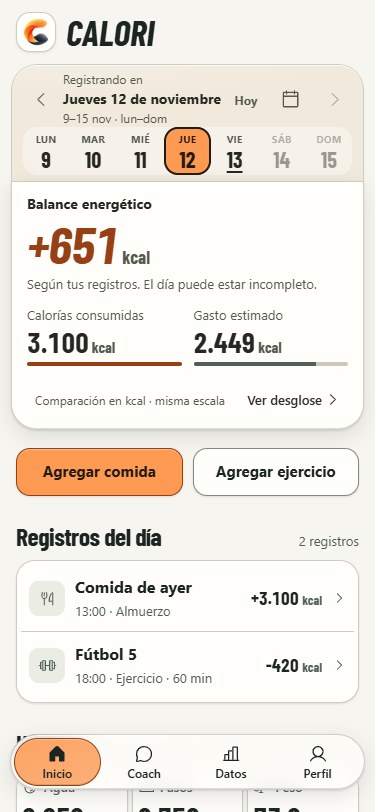 CALORI
Registrando en
Jueves 12 de noviembre
Hoy
9–15 nov · lun–dom
LUN MAR MIÉ JUE VIE SÁB DOM
9 10 11 12 13 14 15
Balance energético
+651 kcal
Según tus registros. El día puede estar incompleto.
Calorías consumidas Gasto estimado
3.100 kcal 2.449 kcal
Comparación en kcal · misma escala Ver desglose
Agregar comida Agregar ejercicio
Registros del día 2 registros
Comida de ayer +3.100 kcal
13:00 · Almuerzo
Fútbol 5 -420 kcal
18:00 · Ejercicio · 60 min
Inicio Coach Datos Perfil